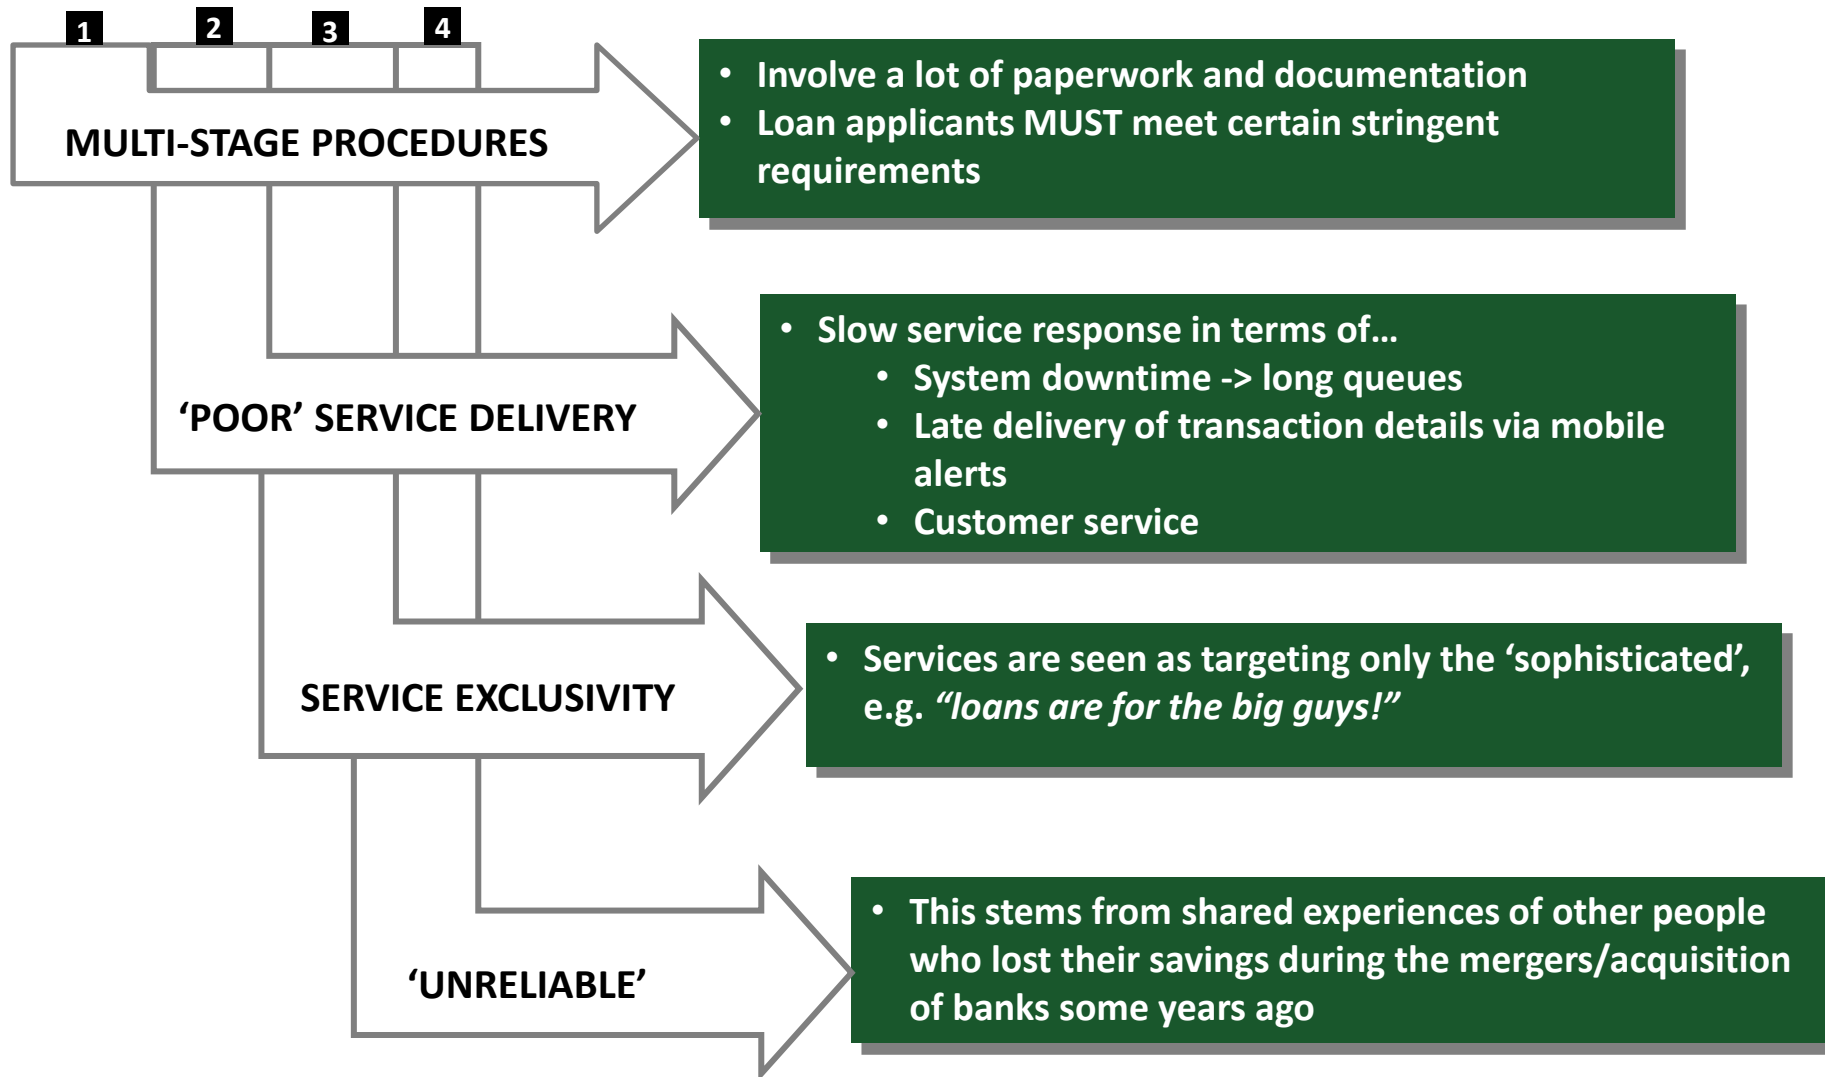 1
2
3
4
MULTI-STAGE PROCEDURES
• Involve a lot of paperwork and documentation
• Loan applicants MUST meet certain stringent
requirements
‘POOR’ SERVICE DELIVERY
• Slow service response in terms of…
• System downtime -> long queues
• Late delivery of transaction details via mobile
alerts
• Customer service
SERVICE EXCLUSIVITY
• Services are seen as targeting only the ‘sophisticated’,
e.g. “loans are for the big guys!”
‘UNRELIABLE’
• This stems from shared experiences of other people
who lost their savings during the mergers/acquisition
of banks some years ago